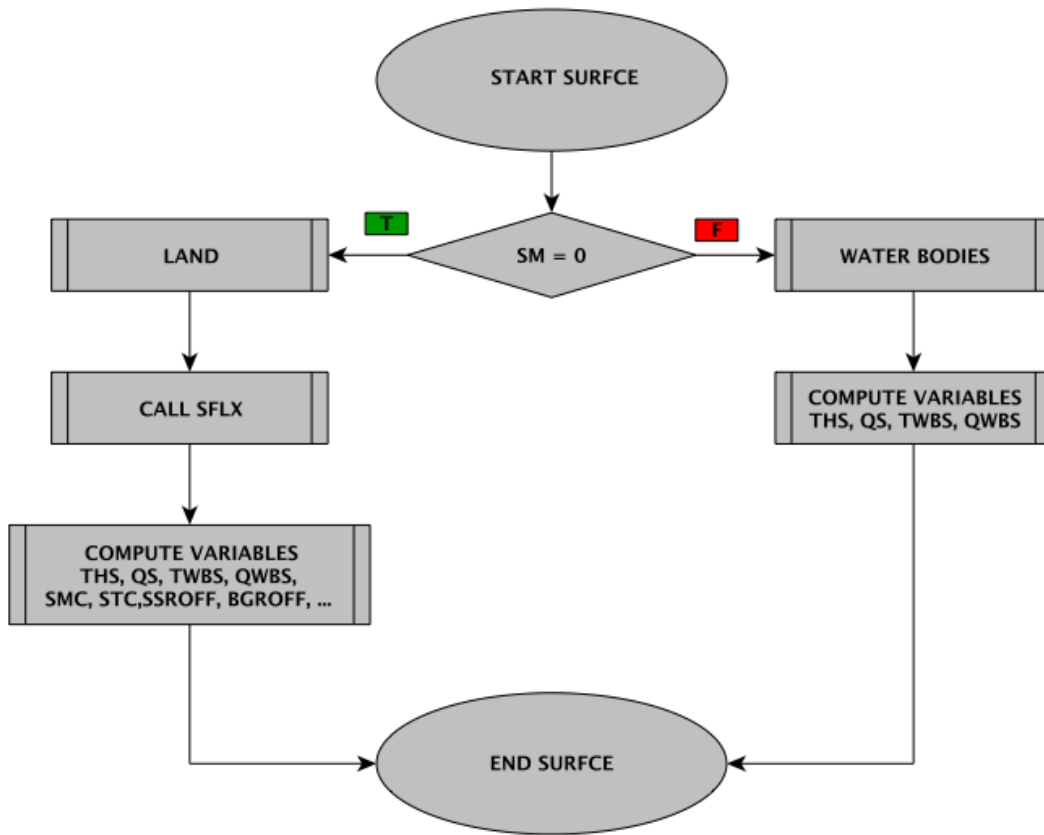 START SURFCE
T
F
LAND
SM = 0
WATER BODIES
CALL SFLX
COMPUTE VARIABLES
THS, QS, TWBS, QWBS
COMPUTE VARIABLES
THS, QS, TWBS, QWBS,
SMC, STC,SSROFF, BGROFF, ...
END SURFCE